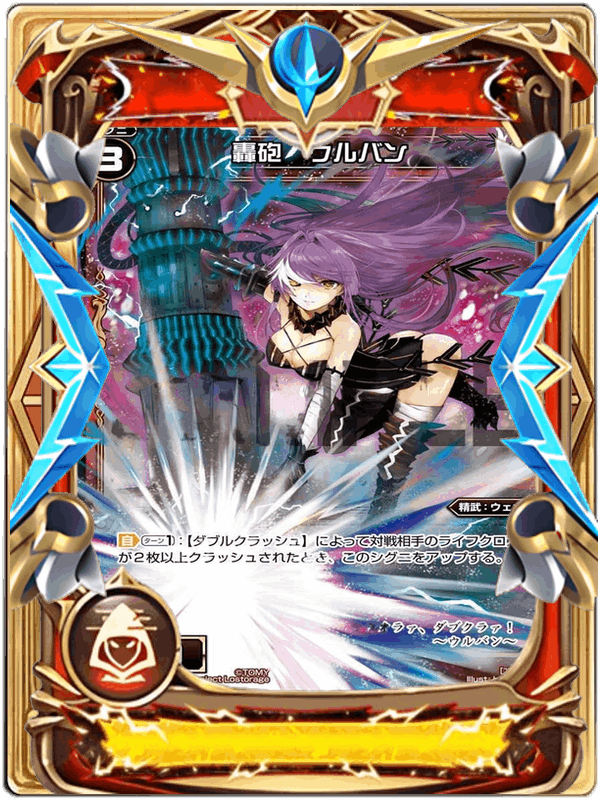 3
轟砲 ウルバン
精武：ウェ
自 ターン1：【ダブルクラッシュ】によって対戦相手のライフクロ
が２枚以上クラッシュされたとき、このシグニをアップする。
ラァ、ダブクラァ！
～ウルバン～
©TOMY
ject Lostorage
Illust: